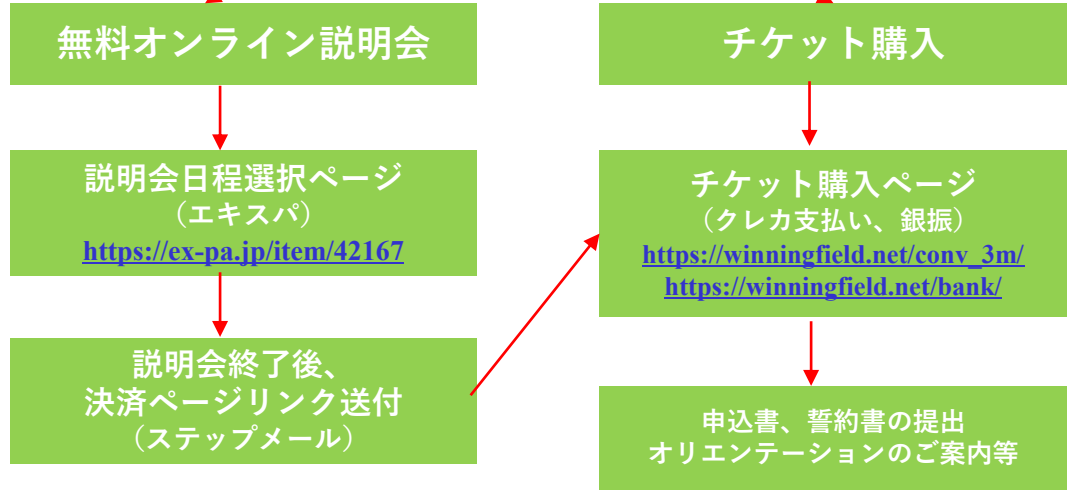 無料オンライン説明会
説明会日程選択ページ
（エキスパ）
https://ex-pa.jp/item/42167
説明会終了後、
決済ページリンク送付
（ステップメール）
チケット購入
チケット購入ページ
（クレカ支払い、銀振）
https://winningfield.net/conv_3m/
https://winningfield.net/bank/
申込書、誓約書の提出
オリエンテーションのご案内等